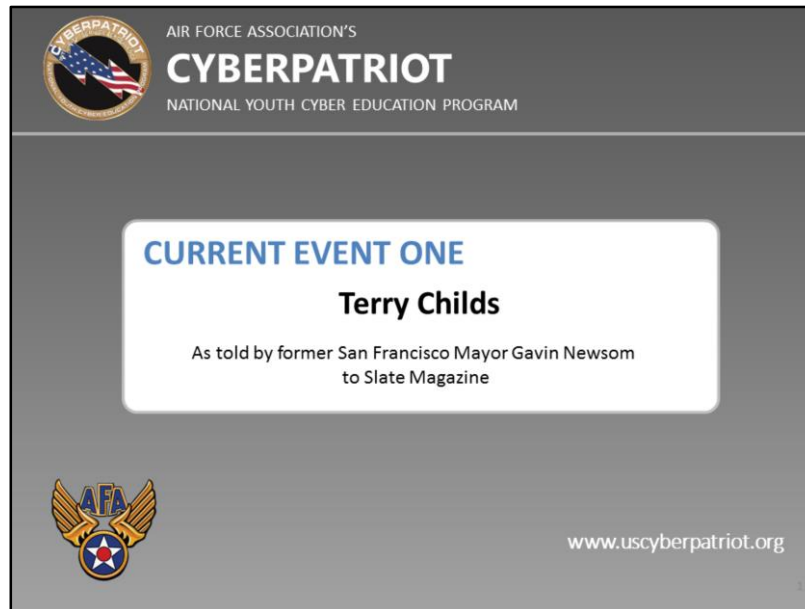 CYBERPATRIOT
AIR FORCE ASSOCIATION'S
CYBERPATRIOT
NATIONAL YOUTH CYBER EDUCATION PROGRAM
CURRENT EVENT ONE
Terry Childs
As told by former San Francisco Mayor Gavin Newsom
to Slate Magazine
AFA
www.uscyberpatriot.org